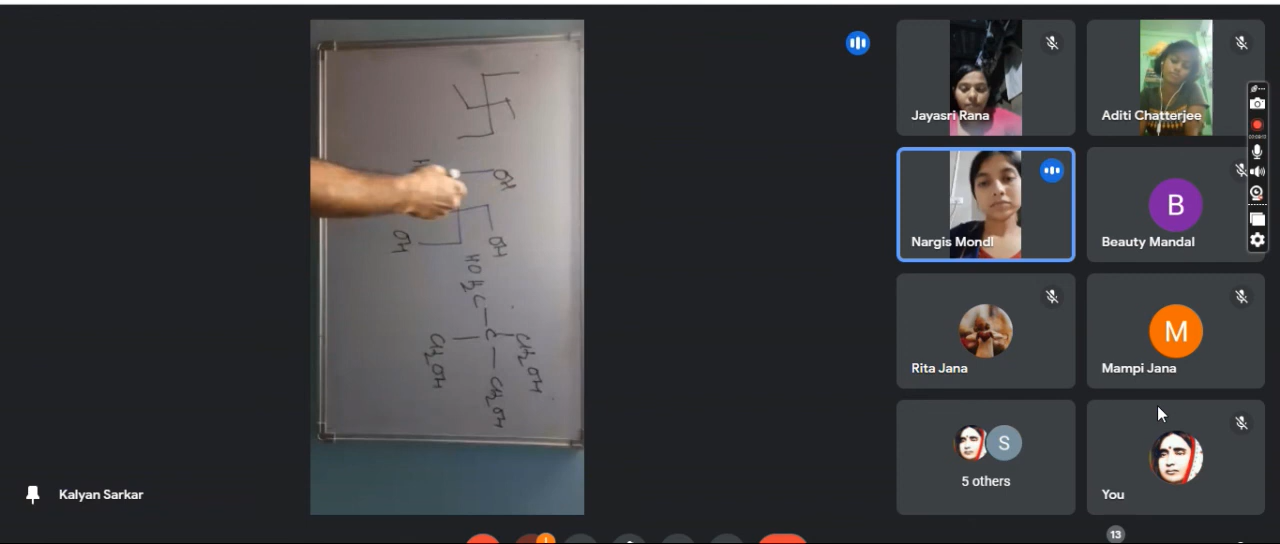 H
OH
OH
OH
HOH₂C — C — CH₂OH
CH₂OH
CH₂OH
Kalyan Sarkar
Jayasri Rana
Aditi Chatterjee
Nargis Mondl
B
Beauty Mandal
Rita Jana
M
Mampi Jana
S
5 others
You
13